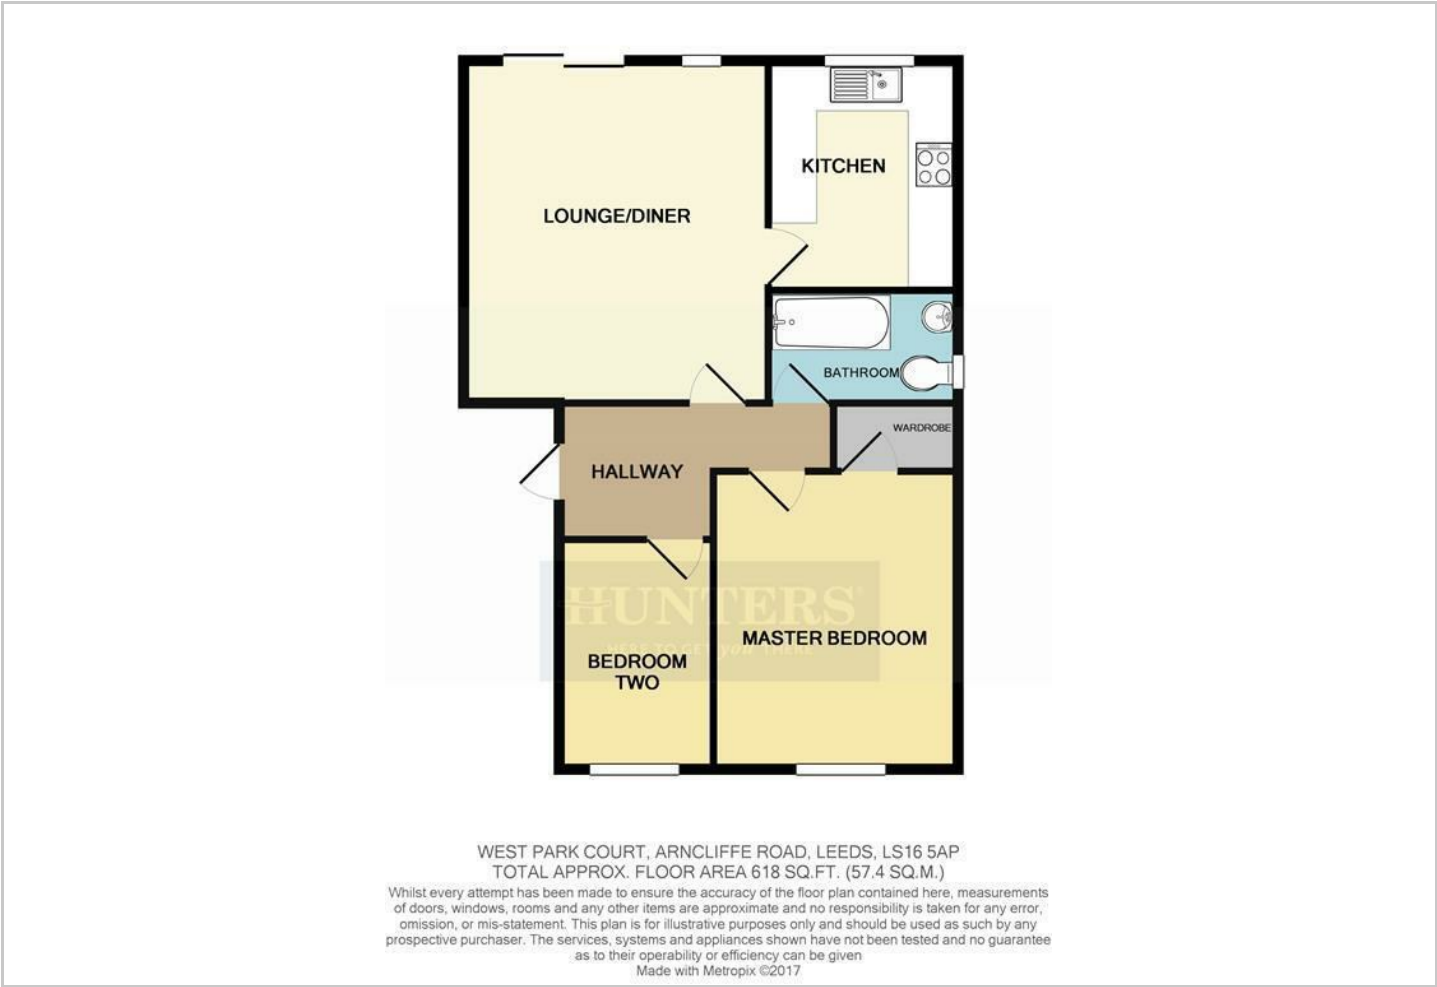 LOUNGE/DINER
KITCHEN
BATHROOM
WARDROBE
HALLWAY
HUNTERS
HERE TO GET you THERE
MASTER BEDROOM
BEDROOM
TWO
WEST PARK COURT, ARNCLIFFE ROAD, LEEDS, LS16 5AP
TOTAL APPROX. FLOOR AREA 618 SQ.FT. (57.4 SQ.M.)
Whilst every attempt has been made to ensure the accuracy of the floor plan contained here, measurements
of doors, windows, rooms and any other items are approximate and no responsibility is taken for any error,
omission, or mis-statement. This plan is for illustrative purposes only and should be used as such by any
prospective purchaser. The services, systems and appliances shown have not been tested and no guarantee
as to their operability or efficiency can be given
Made with Metropix ©2017